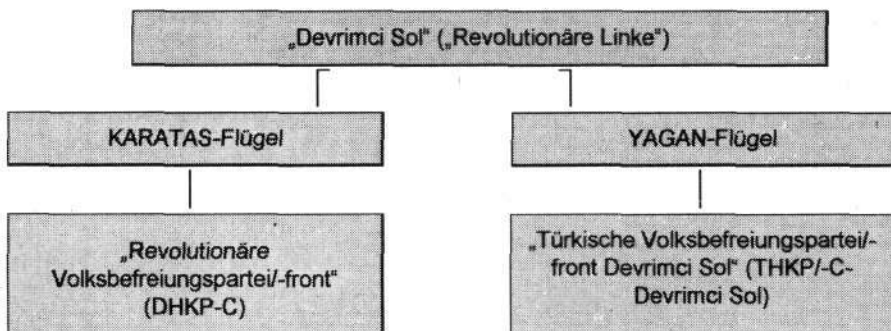 „Devrimci Sol“ („Revolutionäre Linke“)
KARATAS-Flügel
YAGAN-Flügel
„Revolutionäre
Volksbefreiungspartei/-front“
(DHKP-C)
„Türkische Volksbefreiungspartei/-
front Devrimci Sol“ (THKP/-C-
Devrimci Sol)